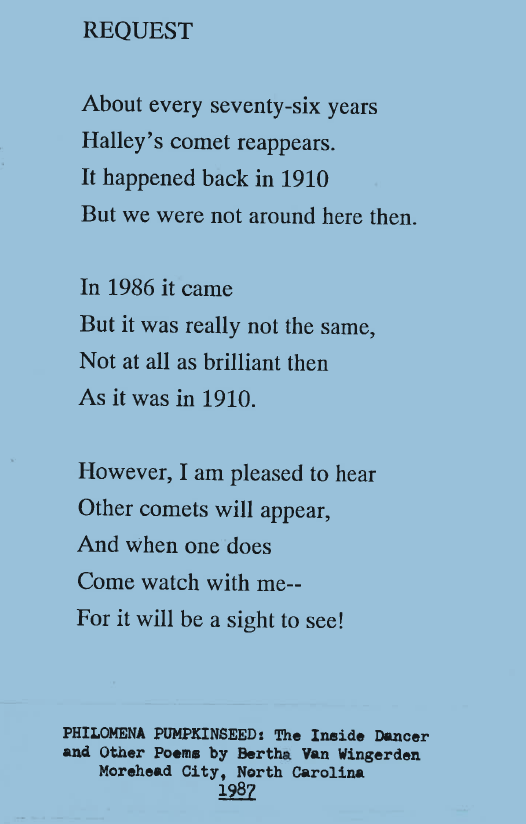 REQUEST
About every seventy-six years
Halley's comet reappears.
It happened back in 1910
But we were not around here then.
In 1986 it came
But it was really not the same,
Not at all as brilliant then
As it was in 1910.
However, I am pleased to hear
Other comets will appear,
And when one does
Come watch with me--
For it will be a sight to see!
PHILOMENA PUMPKINSEED: The Inside Dancer
and Other Poems by Bertha Van Wingerden
Morehead City, North Carolina
1987